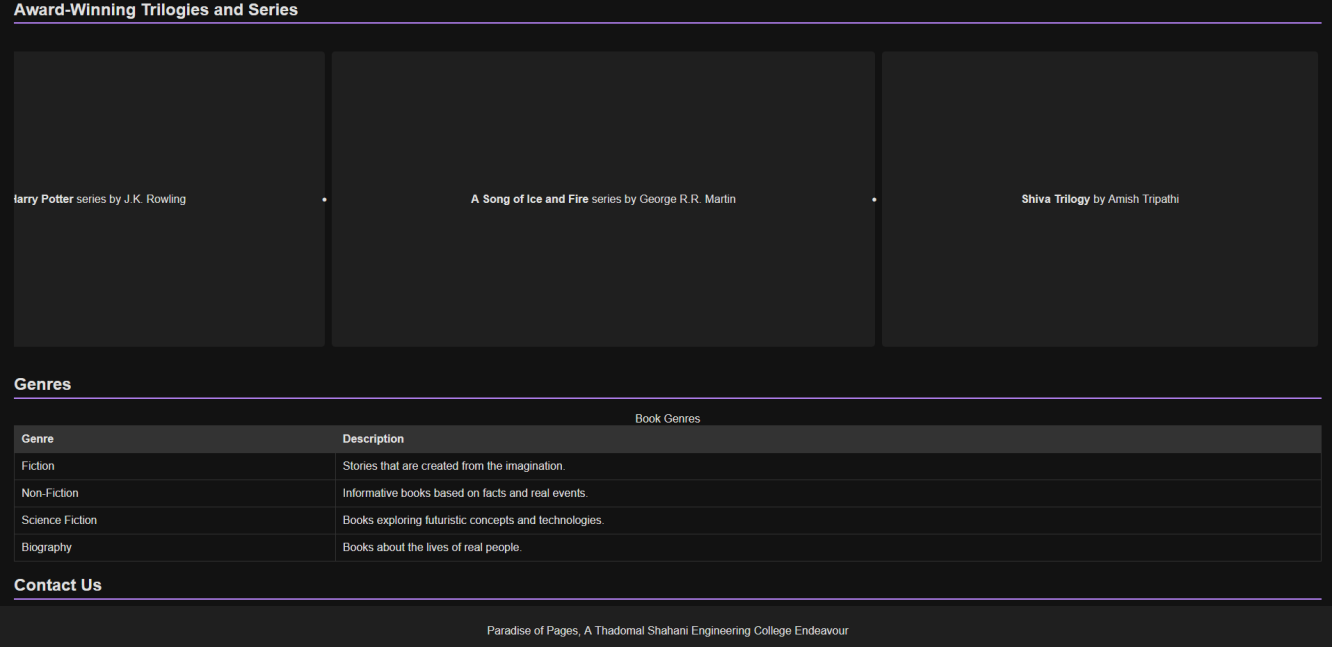 Award-Winning Trilogies and Series
Harry Potter series by J.K. Rowling
A Song of Ice and Fire series by George R.R. Martin
Shiva Trilogy by Amish Tripathi
Genres
Book Genres
Genre Description
Fiction Stories that are created from the imagination.
Non-Fiction Informative books based on facts and real events.
Science Fiction Books exploring futuristic concepts and technologies.
Biography Books about the lives of real people.
Contact Us
Paradise of Pages, A Thadomal Shahani Engineering College Endeavour